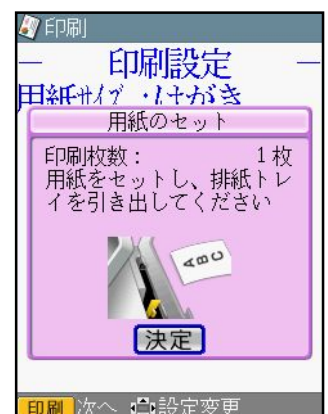 印刷
印刷設定
用紙サイズ :はがき
用紙のセット
印刷枚数: 1枚
用紙をセットし、排紙トレ
イを引き出してください
ABC
決定
印刷 次へ 設定変更